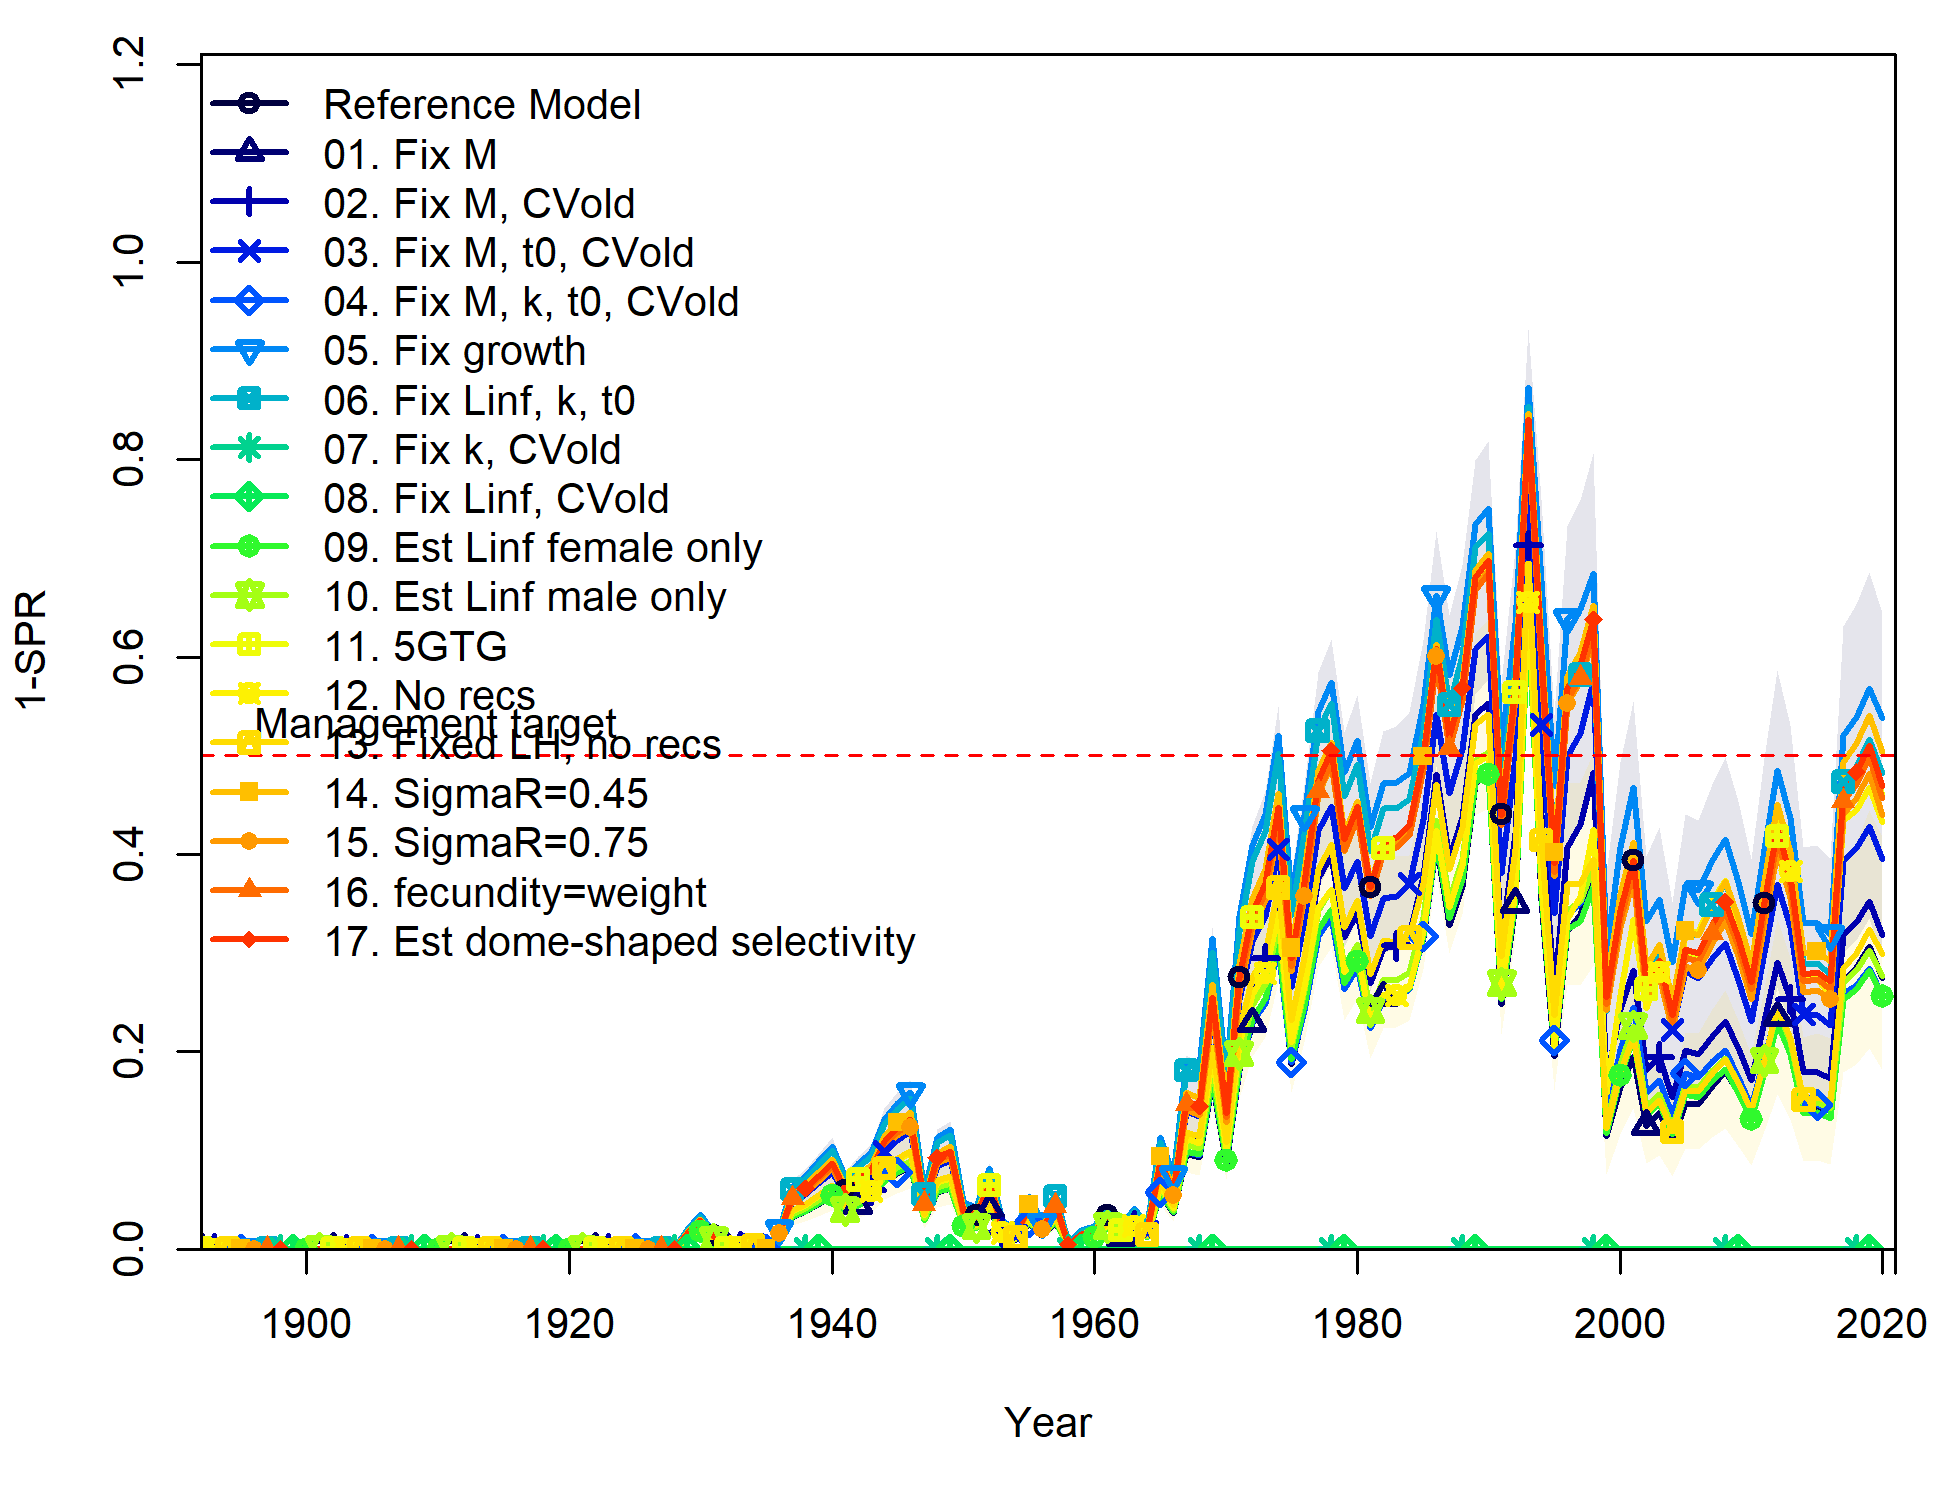 1.2
1.0
0.8
0.6
0.4
0.2
0.0
1-SPR
Reference Model
01. Fix M
02. Fix M, CVold
03. Fix M, t0, CVold
04. Fix M, k, t0, CVold
05. Fix growth
06. Fix Linf, k, t0
07. Fix k, CVold
08. Fix Linf, CVold
09. Est Linf female only
10. Est Linf male only
11. 5GTG
12. No recs
Management target
13. Fixed LH, no recs
14. SigmaR=0.45
15. SigmaR=0.75
16. fecundity=weight
17. Est dome-shaped selectivity
1900 1920 1940 1960 1980 2000 2020
Year